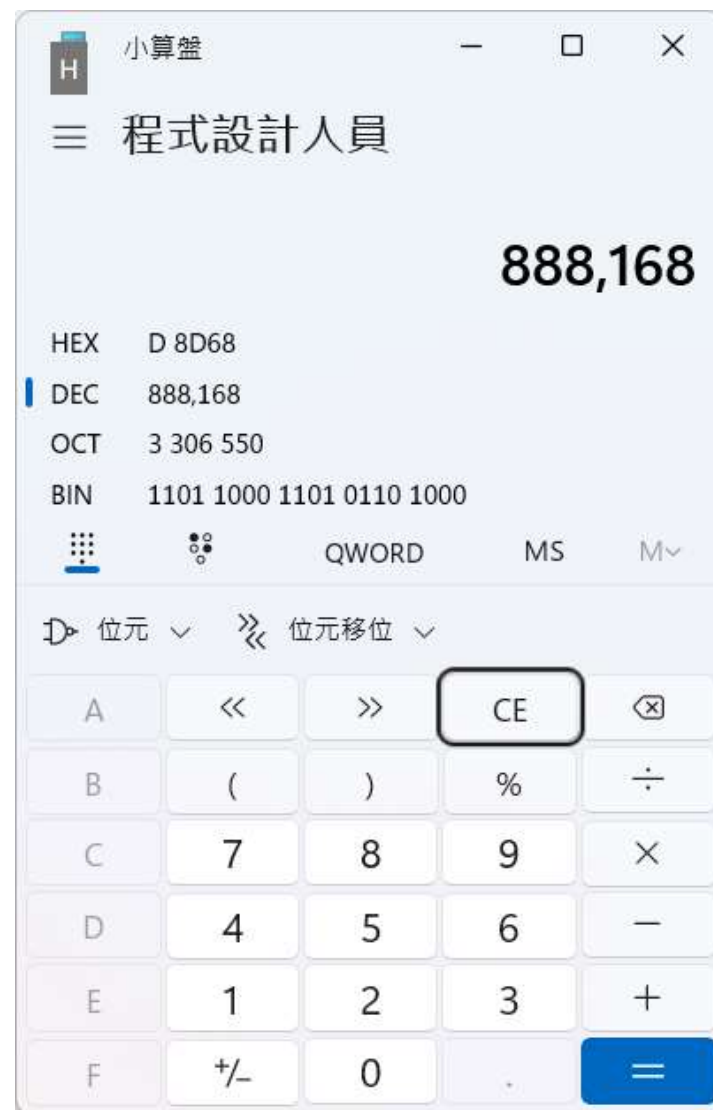 H 小算盤
程式設計人員
888,168
HEX D 8D68
DEC 888,168
OCT 3 306 550
BIN 1101 1000 1101 0110 1000
QWORD MS M
位元 位元移位
A << >> CE
B ( ) % ÷
C 7 8 9 ×
D 4 5 6 −
E 1 2 3 +
F +/− 0 . =